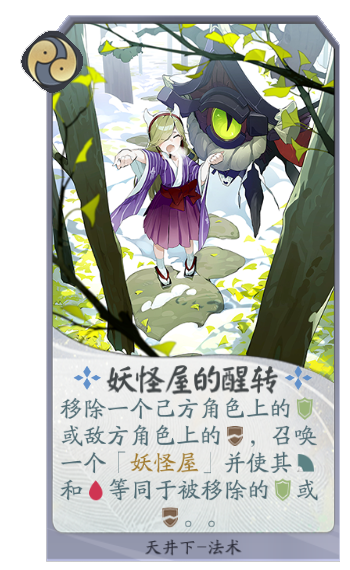 妖怪屋的醒转
移除一个己方角色上的
或敌方角色上的，召唤
一个「妖怪屋」并使其
和等同于被移除的或
。。
天井下-法术